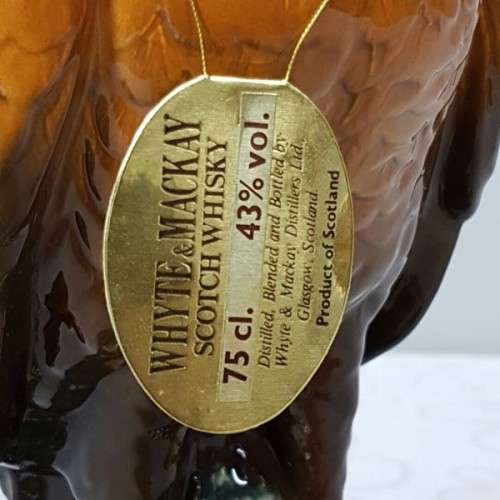 WHYTE & MACKAY
SCOTCH WHISKY
75 cl. 43% vol.
Distilled, Blended and Bottled by
Whyte & Mackay Distillers Ltd.,
Glasgow, Scotland
Product of Scotland